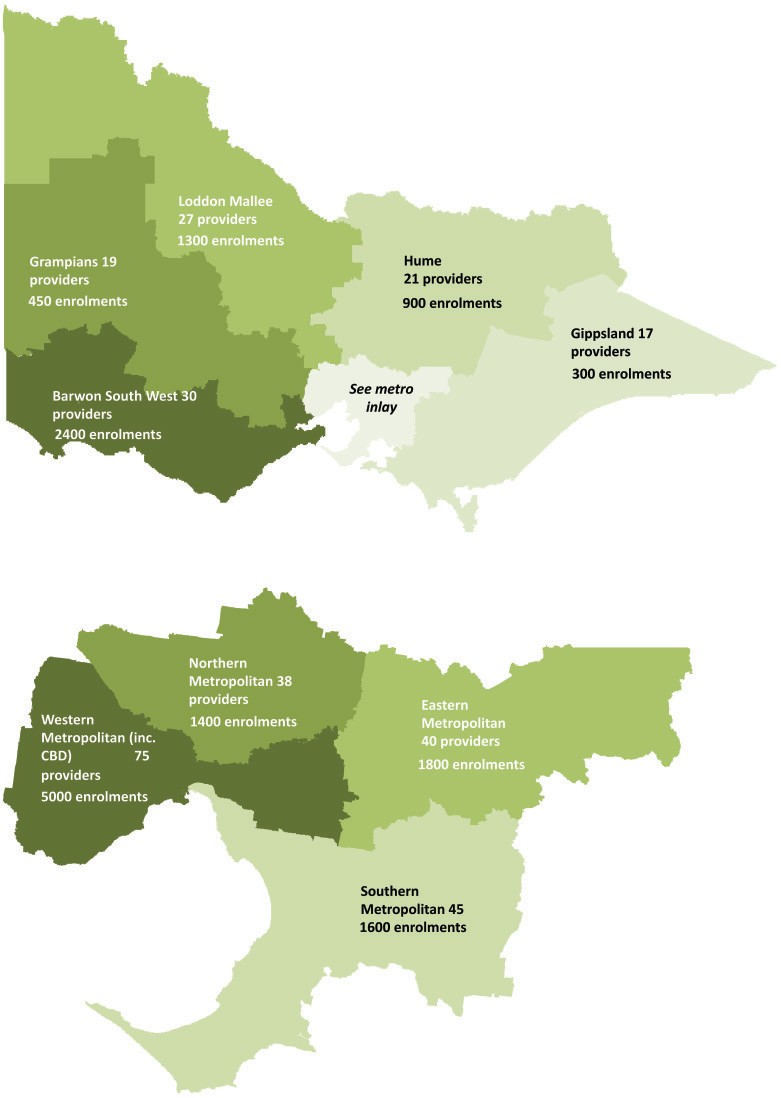 Loddon Mallee
27 providers
1300 enrolments
Grampians 19
providers
450 enrolments
Hume
21 providers
900 enrolments
Gippsland 17
providers
300 enrolments
Barwon South West 30
providers
2400 enrolments
See metro
inlay
Northern
Metropolitan 38
providers
1400 enrolments
Western
Metropolitan (inc.
CBD) 75
providers
5000 enrolments
Eastern
Metropolitan
40 providers
1800 enrolments
Southern
Metropolitan 45
1600 enrolments